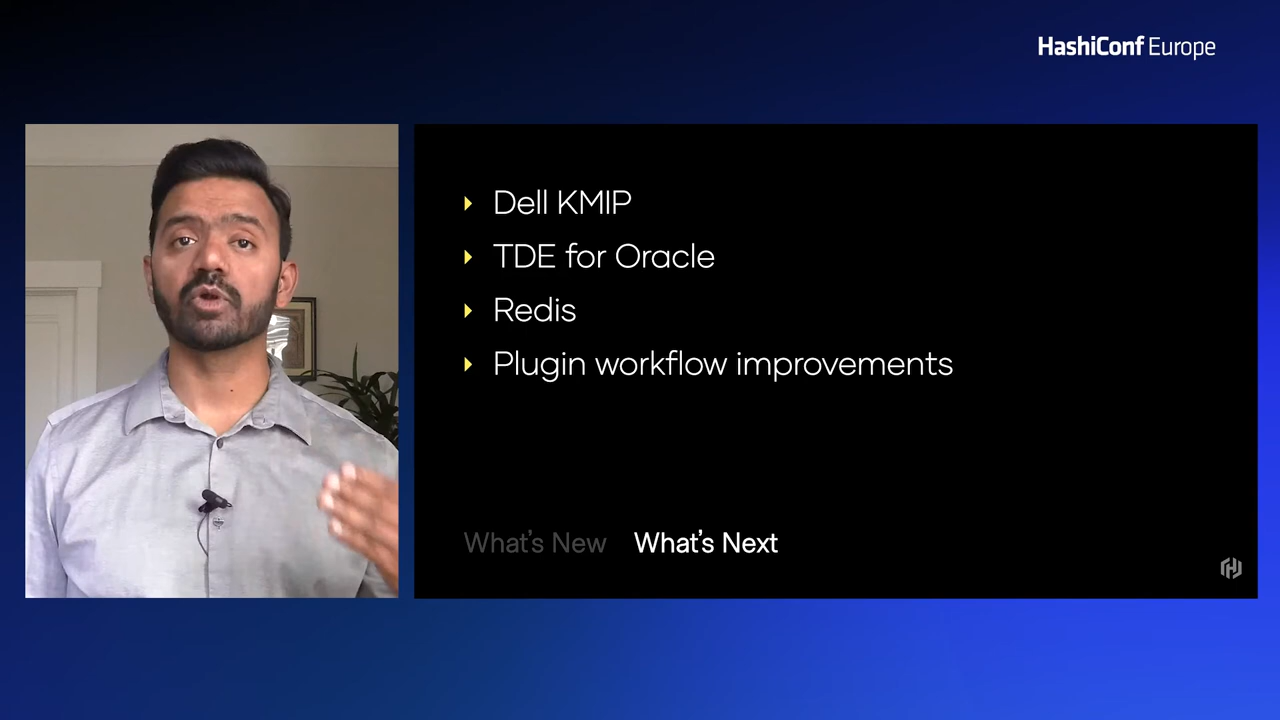 HashiConf Europe
Dell KMIP
TDE for Oracle
Redis
Plugin workflow improvements
What's New What's Next